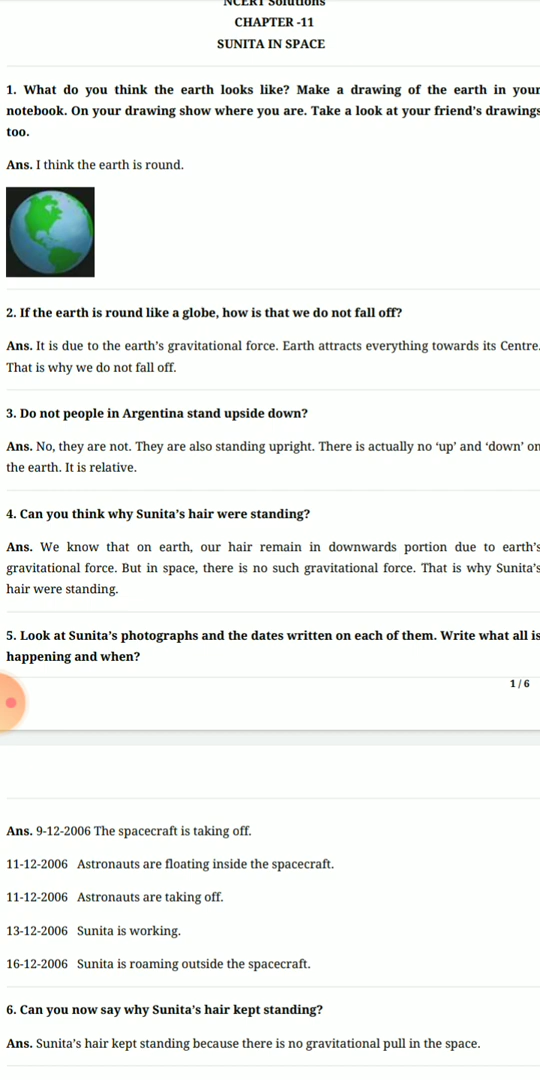 NCERT Solutions
CHAPTER -11
SUNITA IN SPACE
1. What do you think the earth looks like? Make a drawing of the earth in your
notebook. On your drawing show where you are. Take a look at your friend's drawings
too.
Ans. I think the earth is round.
2. If the earth is round like a globe, how is that we do not fall off?
Ans. It is due to the earth's gravitational force. Earth attracts everything towards its Centre.
That is why we do not fall off.
3. Do not people in Argentina stand upside down?
Ans. No, they are not. They are also standing upright. There is actually no 'up' and 'down' on
the earth. It is relative.
4. Can you think why Sunita's hair were standing?
Ans. We know that on earth, our hair remain in downwards portion due to earth's
gravitational force. But in space, there is no such gravitational force. That is why Sunita's
hair were standing.
5. Look at Sunita's photographs and the dates written on each of them. Write what all is
happening and when?
1 / 6
Ans. 9-12-2006 The spacecraft is taking off.
11-12-2006 Astronauts are floating inside the spacecraft.
11-12-2006 Astronauts are taking off.
13-12-2006 Sunita is working.
16-12-2006 Sunita is roaming outside the spacecraft.
6. Can you now say why Sunita's hair kept standing?
Ans. Sunita's hair kept standing because there is no gravitational pull in the space.